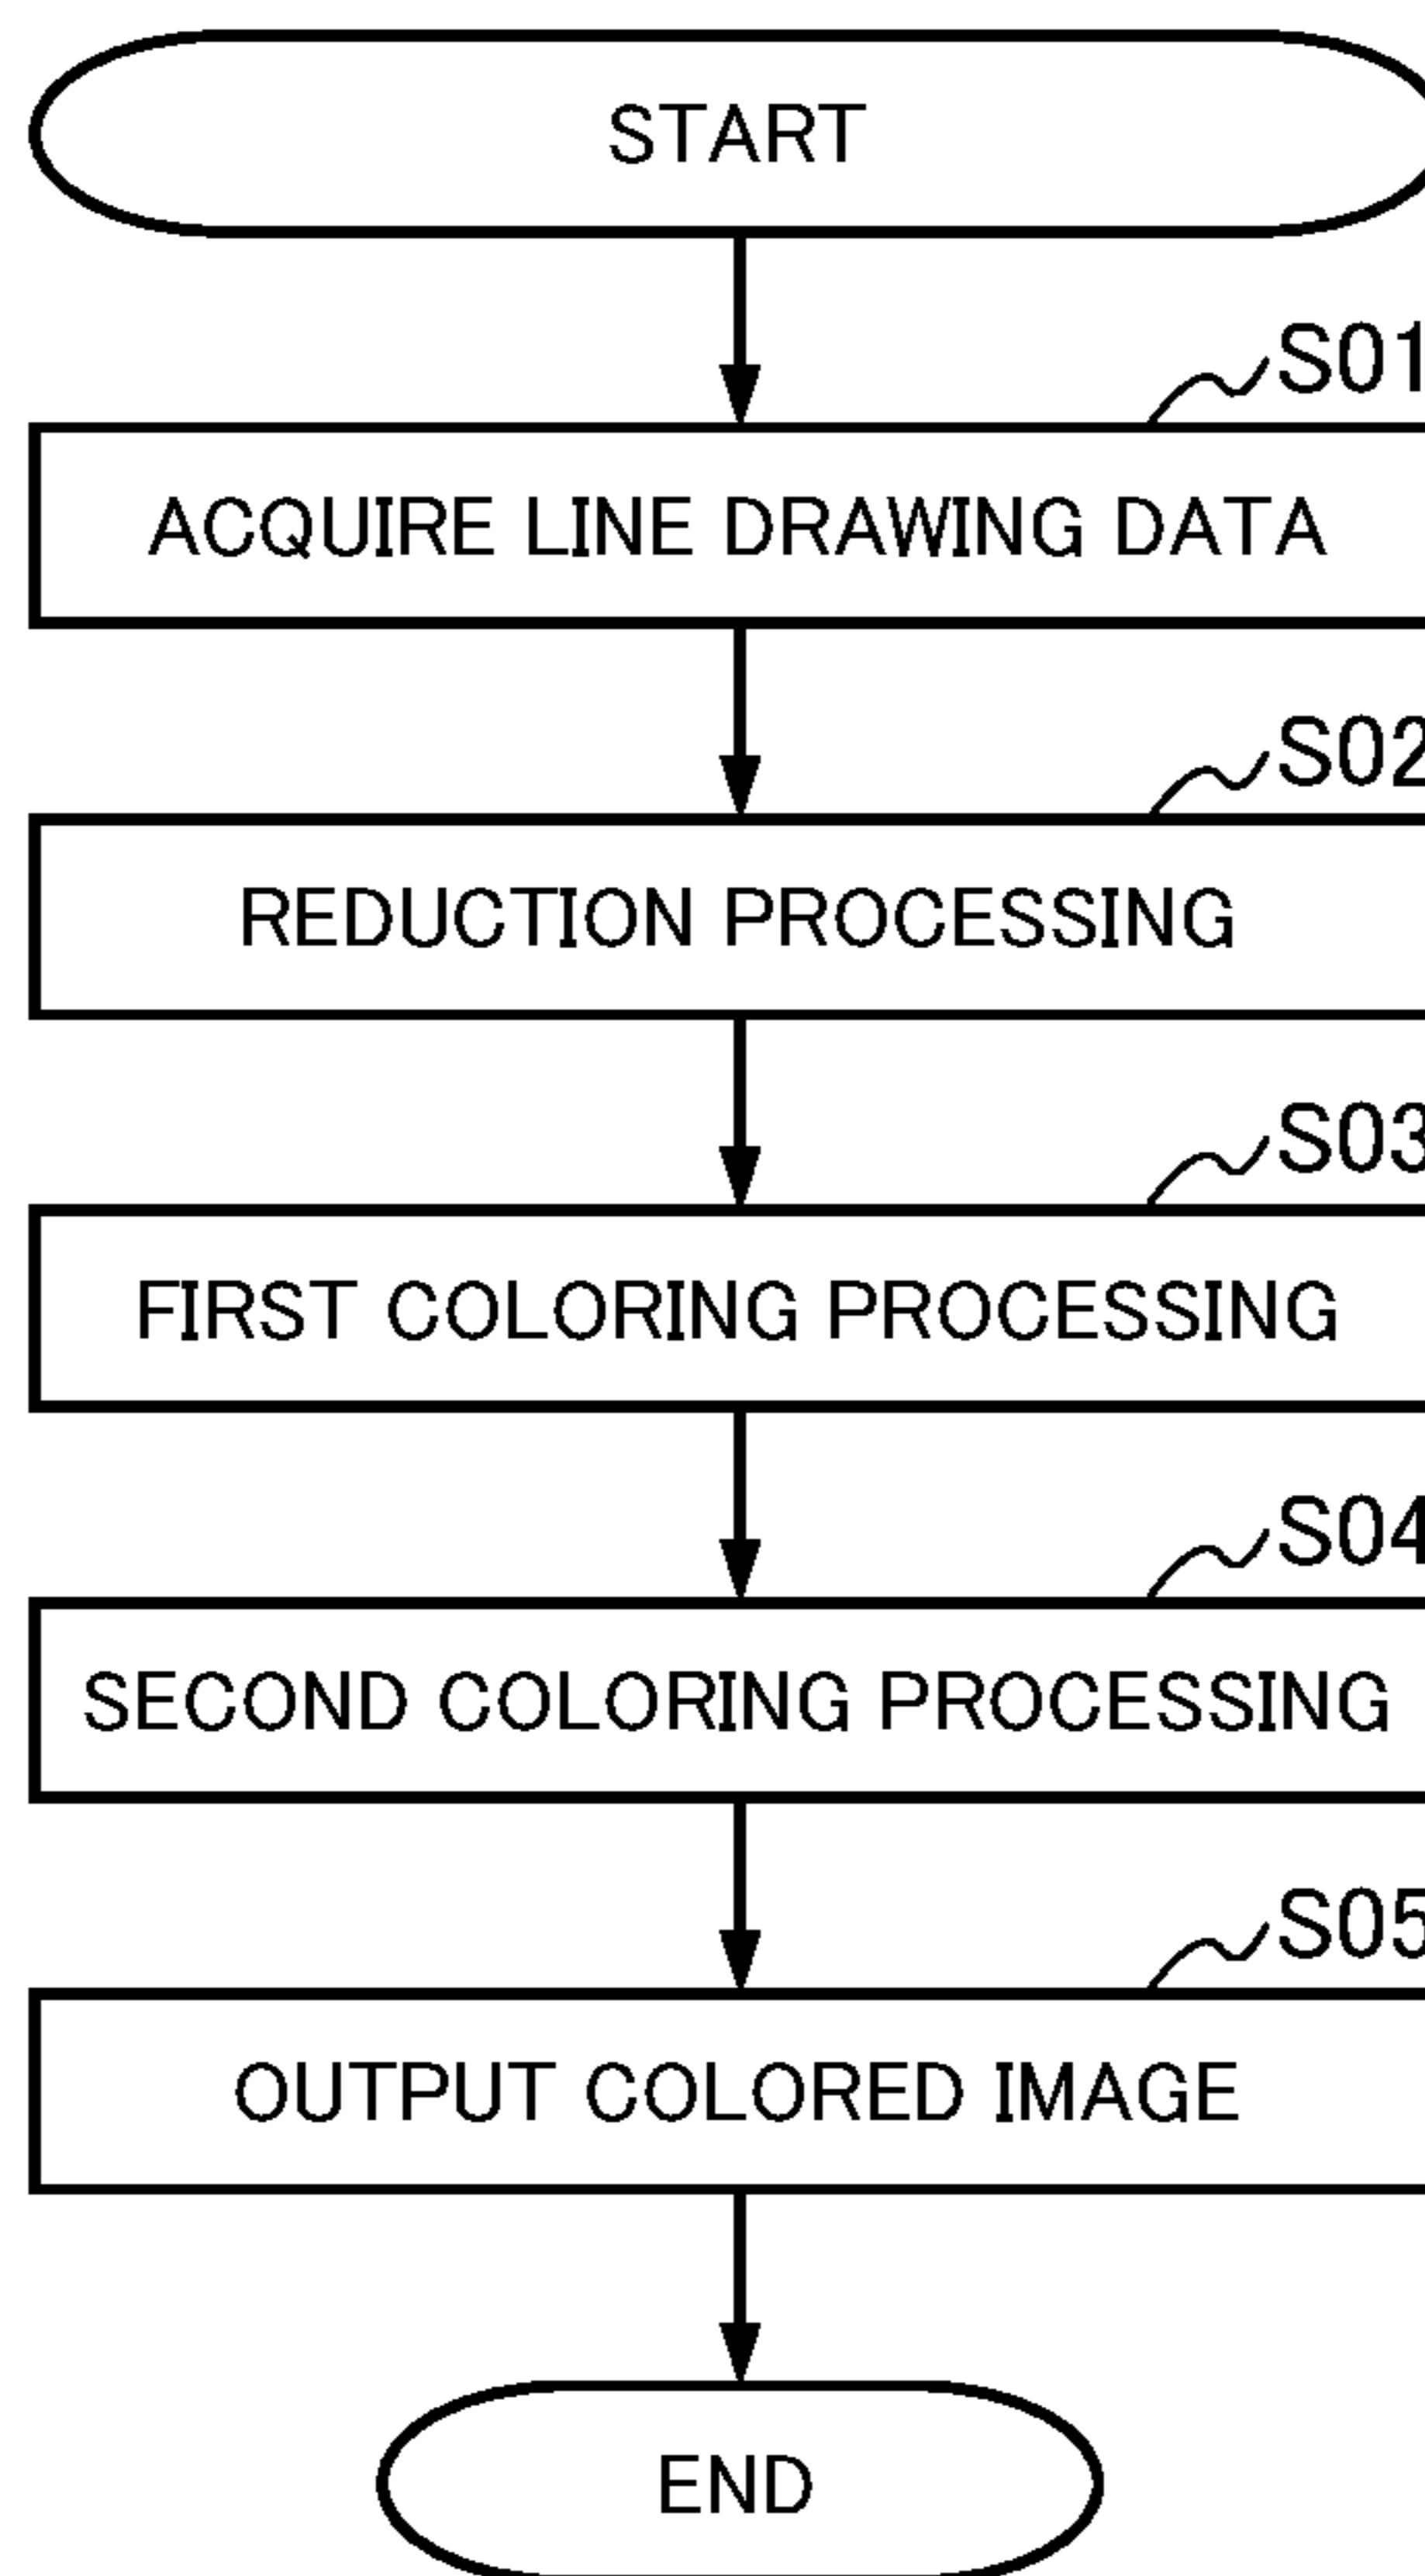 START
S01
ACQUIRE LINE DRAWING DATA
S02
REDUCTION PROCESSING
S03
FIRST COLORING PROCESSING
S04
SECOND COLORING PROCESSING
S05
OUTPUT COLORED IMAGE
END